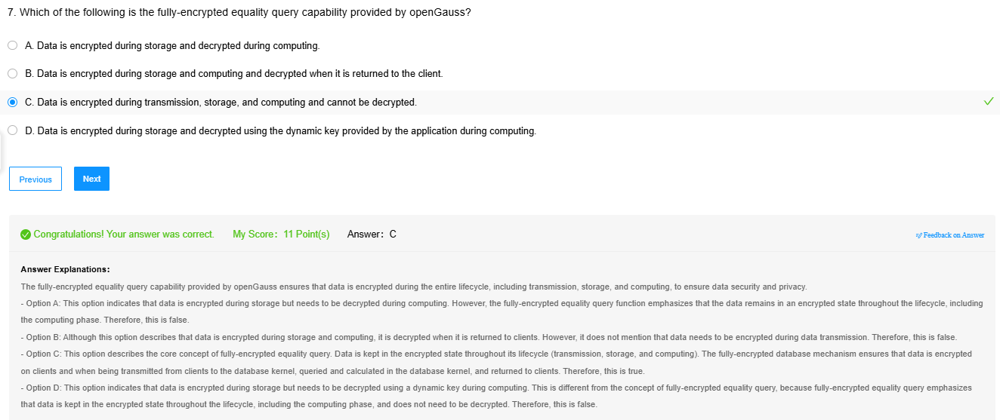 7. Which of the following is the fully-encrypted equality query capability provided by openGauss?
A. Data is encrypted during storage and decrypted during computing.
B. Data is encrypted during storage and computing and decrypted when it is returned to the client.
C. Data is encrypted during transmission, storage, and computing and cannot be decrypted.
D. Data is encrypted during storage and decrypted using the dynamic key provided by the application during computing.
Previous Next
Congratulations! Your answer was correct. My Score: 11 Point(s) Answer: C Feedback on Answer
Answer Explanations:
The fully-encrypted equality query capability provided by openGauss ensures that data is encrypted during the entire lifecycle, including transmission, storage, and computing, to ensure data security and privacy.
- Option A: This option indicates that data is encrypted during storage but needs to be decrypted during computing. However, the fully-encrypted equality query function emphasizes that the data remains in an encrypted state throughout the lifecycle, including
the computing phase. Therefore, this is false.
- Option B: Although this option describes that data is encrypted during storage and computing, it is decrypted when it is returned to clients. However, it does not mention that data needs to be encrypted during data transmission. Therefore, this is false.
- Option C: This option describes the core concept of fully-encrypted equality query. Data is kept in the encrypted state throughout its lifecycle (transmission, storage, and computing). The fully-encrypted database mechanism ensures that data is encrypted
on clients and when being transmitted from clients to the database kernel, queried and calculated in the database kernel, and returned to clients. Therefore, this is true.
- Option D: This option indicates that data is encrypted during storage but needs to be decrypted using a dynamic key during computing. This is different from the concept of fully-encrypted equality query, because fully-encrypted equality query emphasizes
that data is kept in the encrypted state throughout the lifecycle, including the computing phase, and does not need to be decrypted. Therefore, this is false.